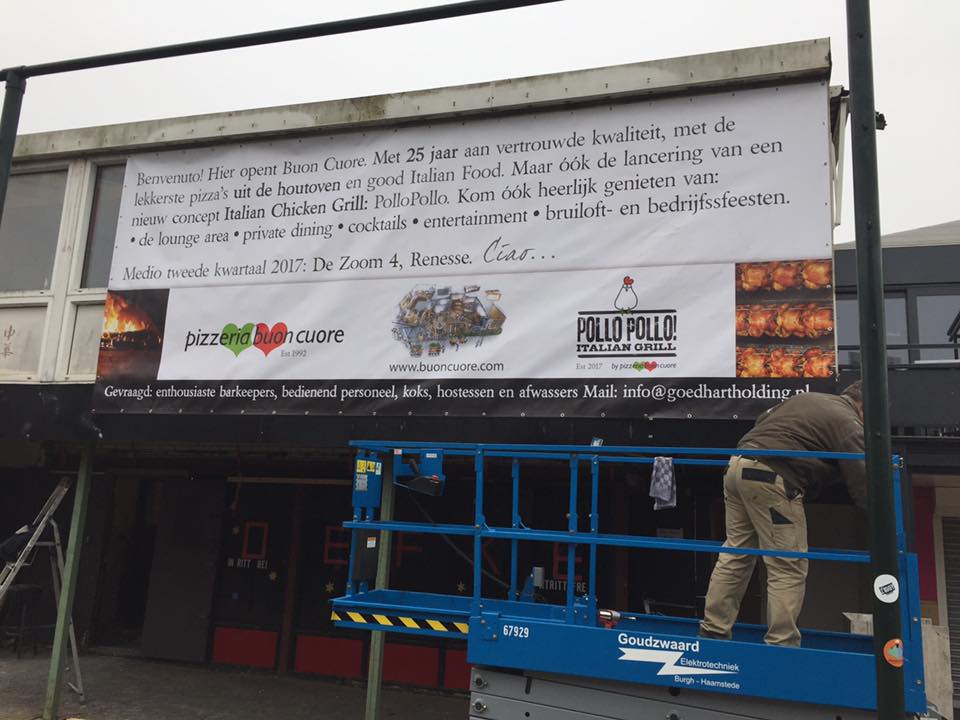 Benvenuto! Hier opent Buon Cuore. Met 25 jaar aan vertrouwde kwaliteit, met de
lekkerste pizza's uit de houtoven en good Italian Food. Maar óók de lancering van een
nieuw concept Italian Chicken Grill: PolloPollo. Kom óók heerlijk genieten van:
• de lounge area • private dining • cocktails • entertainment • bruiloft- en bedrijfssfeesten.
Medio tweede kwartaal 2017: De Zoom 4, Renesse. Ciao...
pizzeria buon cuore
Est 1992
www.buoncuore.com
POLLO POLLO!
ITALIAN GRILL
Est 2017 by pizzeria buon cuore
Gevraagd: enthousiaste barkeepers, bedienend personeel, koks, hostessen en afwassers Mail: info@goedhartholding.nl
中華
67929
Goudzwaard
Elektrotechniek
Burgh - Haamstede